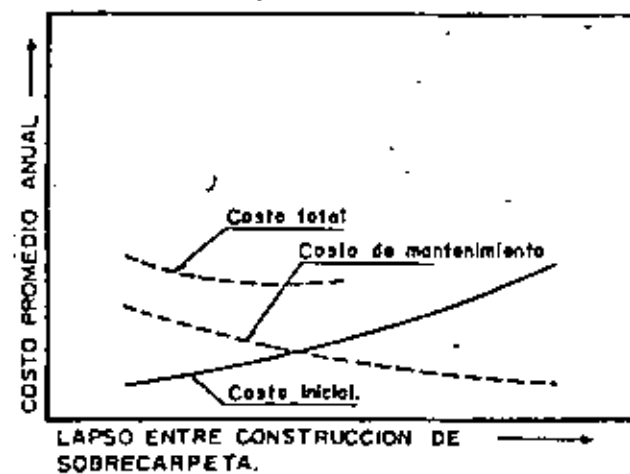 COSTO PROMEDIO ANUAL
Costo total
Costo de mantenimiento
Costo inicial.
LAPSO ENTRE CONSTRUCCION DE
SOBRECARPETA.